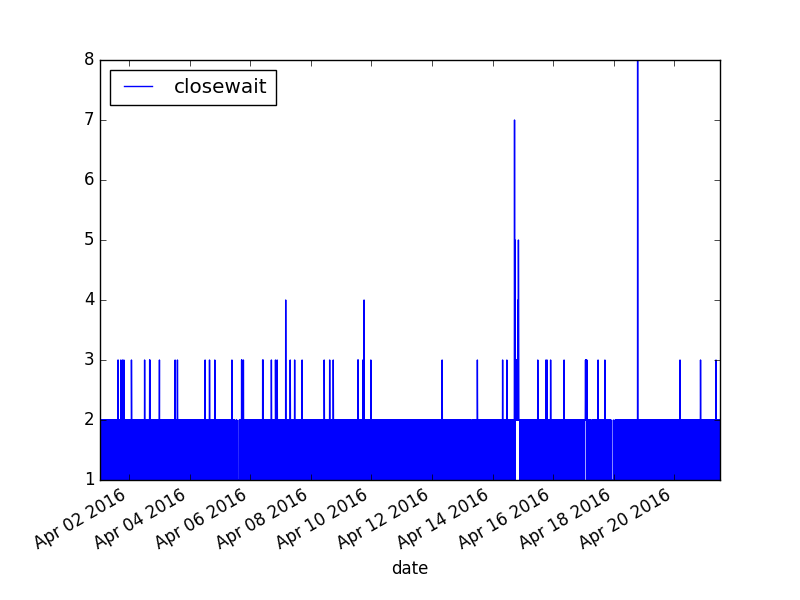 8
closewait
7
6
5
4
3
2
1
Apr 02 2016
Apr 04 2016
Apr 06 2016
Apr 08 2016
Apr 10 2016
Apr 12 2016
Apr 14 2016
Apr 16 2016
Apr 18 2016
Apr 20 2016
date